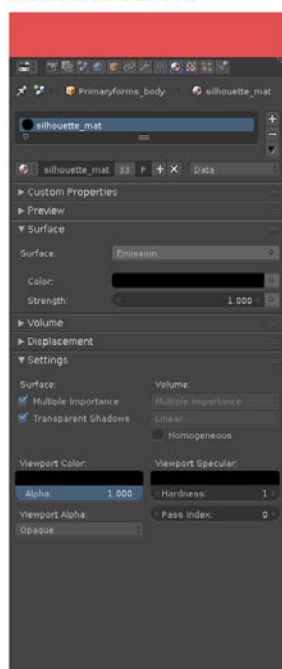 Primaryforms_body silhouette_mat
silhouette_mat
silhouette_mat 33 F Data
Custom Properties
Preview
Surface
Surface: Emission
Color:
Strength: 1.000
Volume
Displacement
Settings
Surface: Volume:
Multiple Importance Multiple Importance
Transparent Shadows Linear
Homogeneous
Viewport Color: Viewport Specular:
Alpha: 1.000 Hardness: 1
Viewport Alpha: Pass Index: 0
Opaque